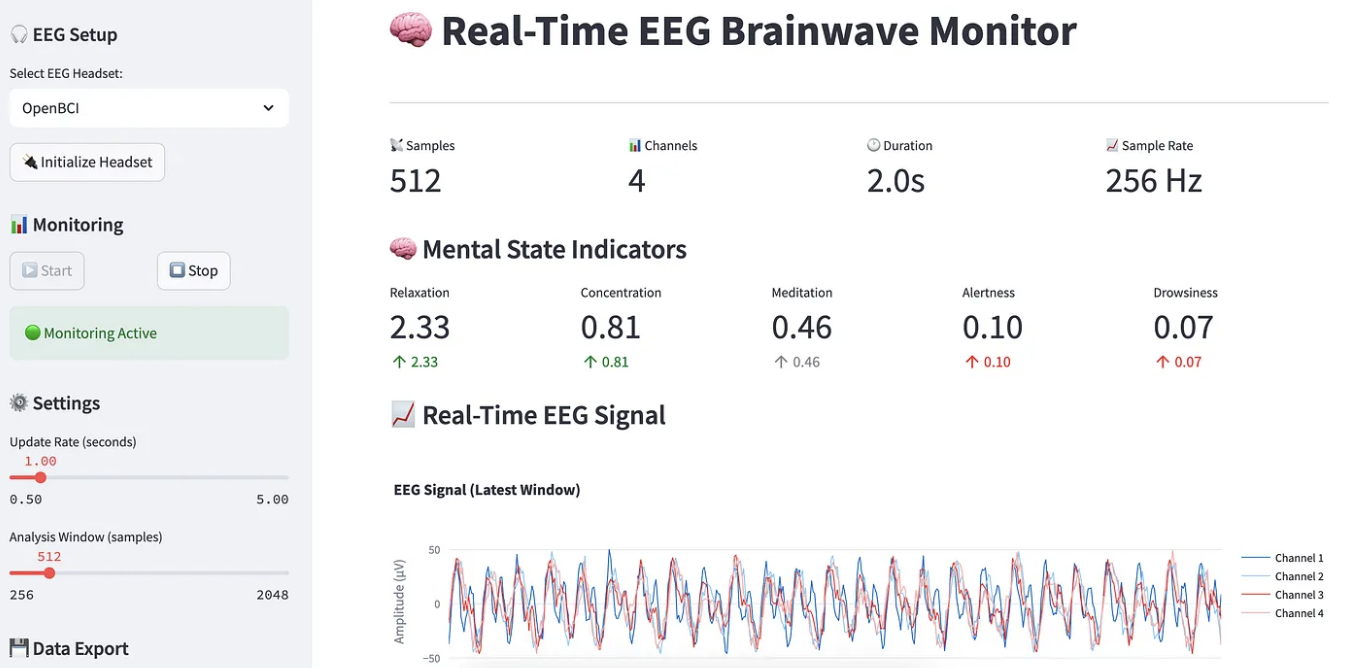 EEG Setup
Select EEG Headset:
OpenBCI
Initialize Headset
Monitoring
Start
Stop
Monitoring Active
Settings
Update Rate (seconds)
1.00
0.50 5.00
Analysis Window (samples)
512
256 2048
Data Export
Real-Time EEG Brainwave Monitor
Samples Channels Duration Sample Rate
512 4 2.0s 256 Hz
Mental State Indicators
Relaxation Concentration Meditation Alertness Drowsiness
2.33 0.81 0.46 0.10 0.07
↑ 2.33 ↑ 0.81 ↑ 0.46 ↑ 0.10 ↑ 0.07
Real-Time EEG Signal
EEG Signal (Latest Window)
Amplitude (μV)
50
0
−50
Channel 1
Channel 2
Channel 3
Channel 4